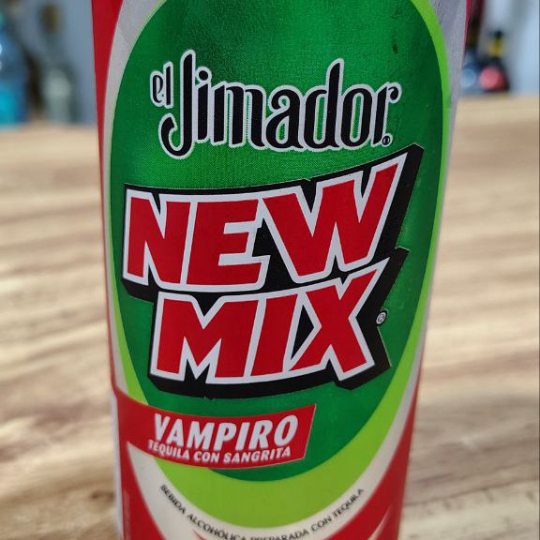 el Jimador®
NEW
MIX®
VAMPIRO
TEQUILA CON SANGRITA
BEBIDA ALCOHÓLICA PREPARADA CON TEQUILA